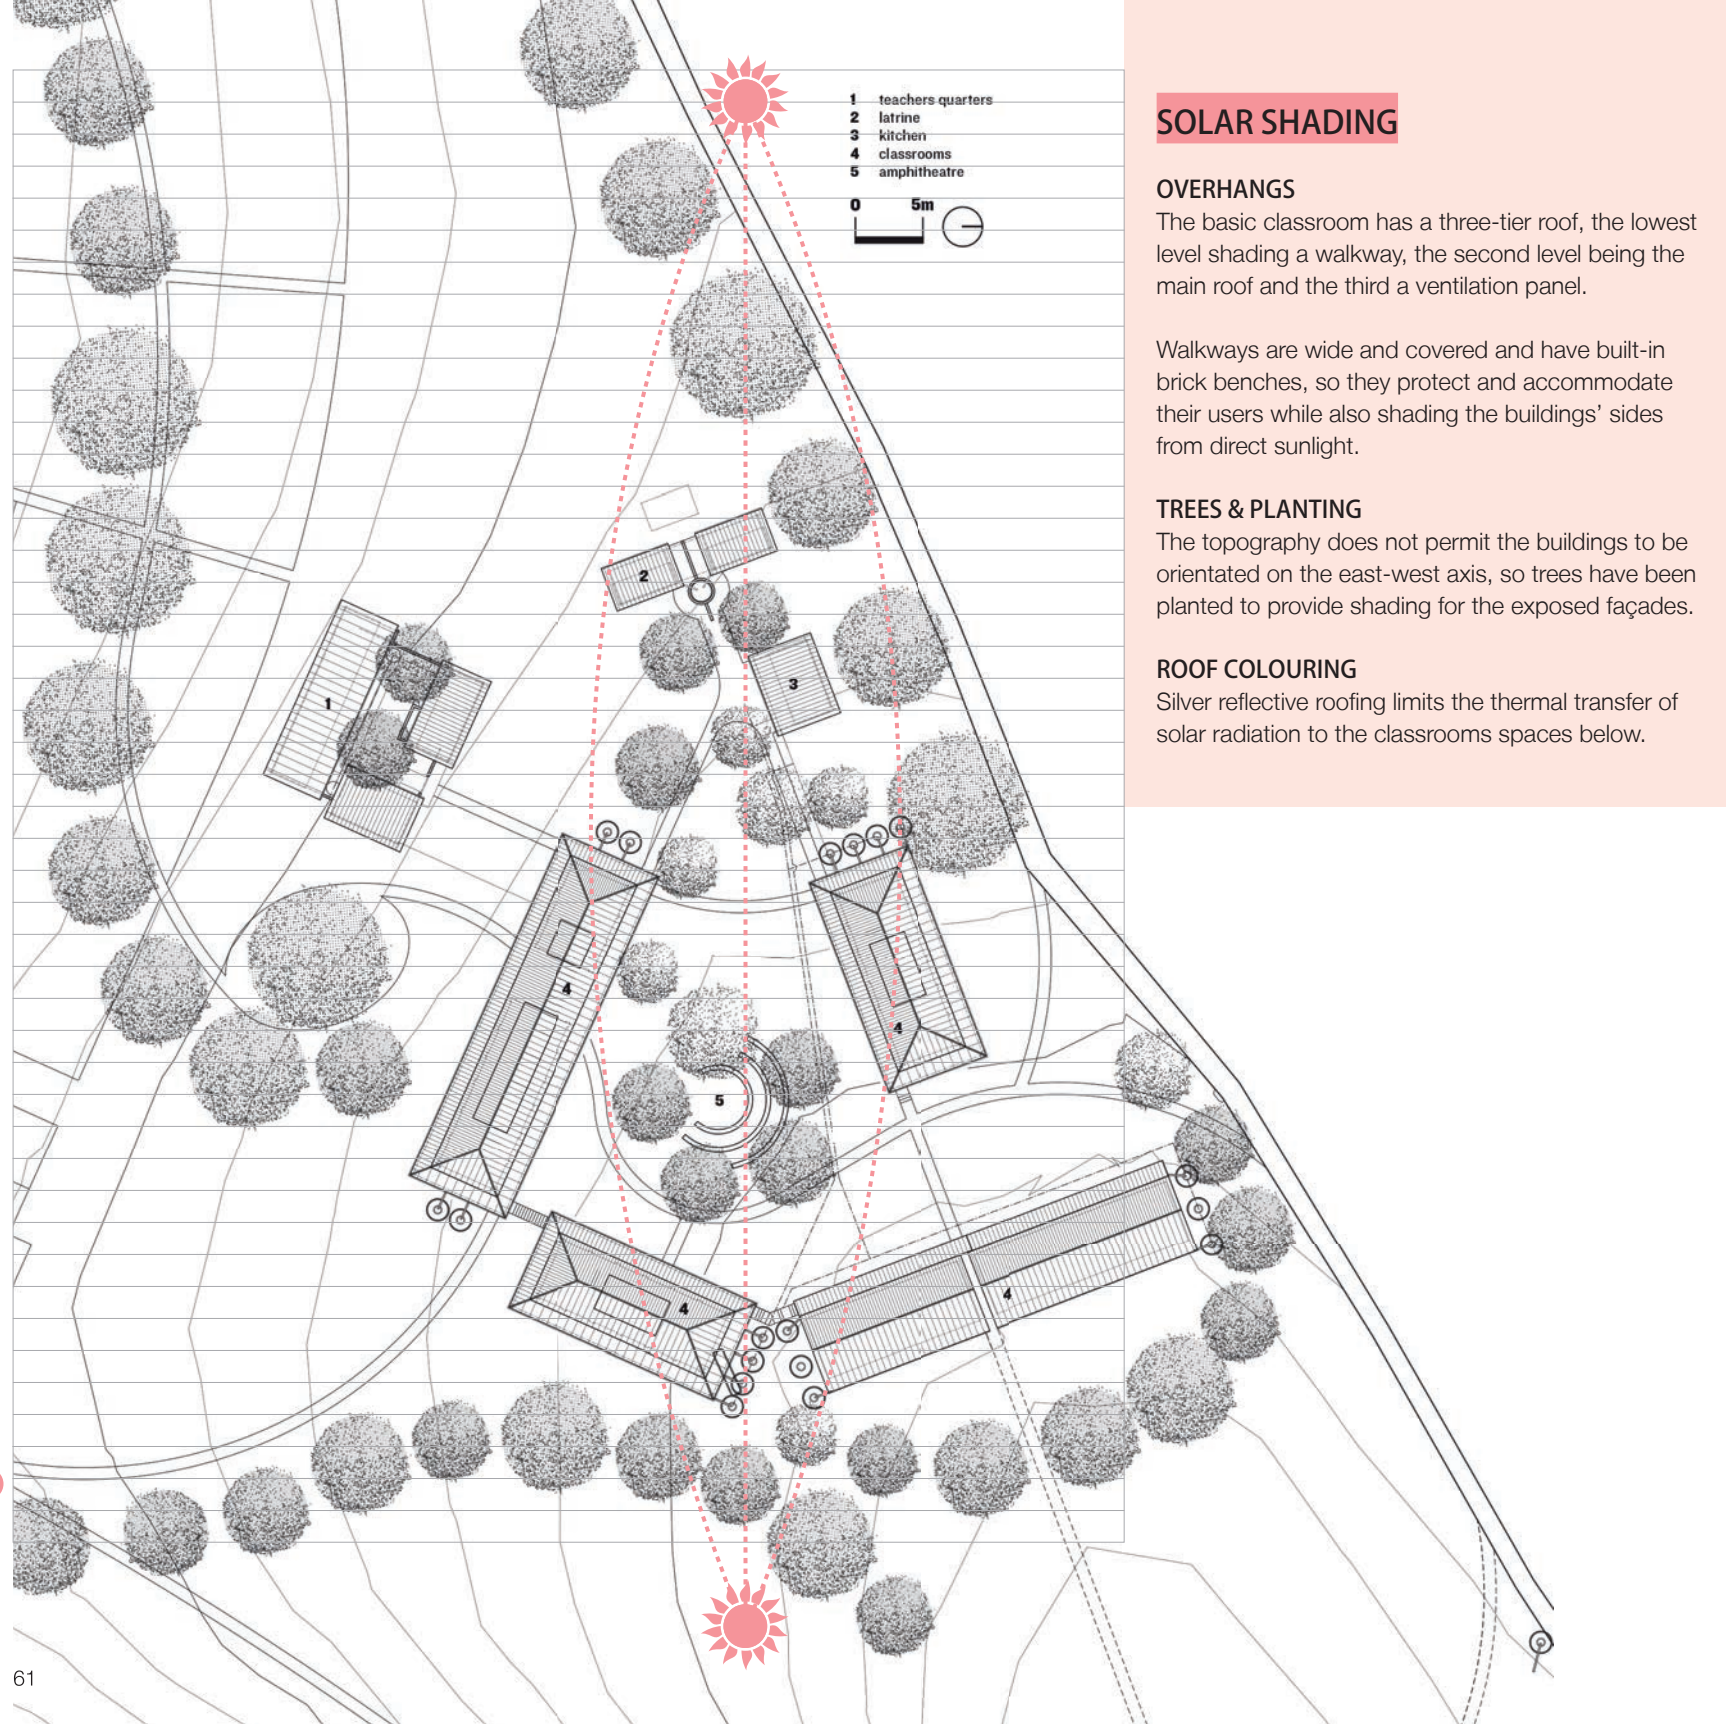 1 teachers quarters
2 latrine
3 kitchen
4 classrooms
5 amphitheatre
0 5m
2
3
1
4
4
5
4
4
61
SOLAR SHADING
OVERHANGS
The basic classroom has a three-tier roof, the lowest
level shading a walkway, the second level being the
main roof and the third a ventilation panel.
Walkways are wide and covered and have built-in
brick benches, so they protect and accommodate
their users while also shading the buildings’ sides
from direct sunlight.
TREES & PLANTING
The topography does not permit the buildings to be
orientated on the east-west axis, so trees have been
planted to provide shading for the exposed façades.
ROOF COLOURING
Silver reflective roofing limits the thermal transfer of
solar radiation to the classrooms spaces below.